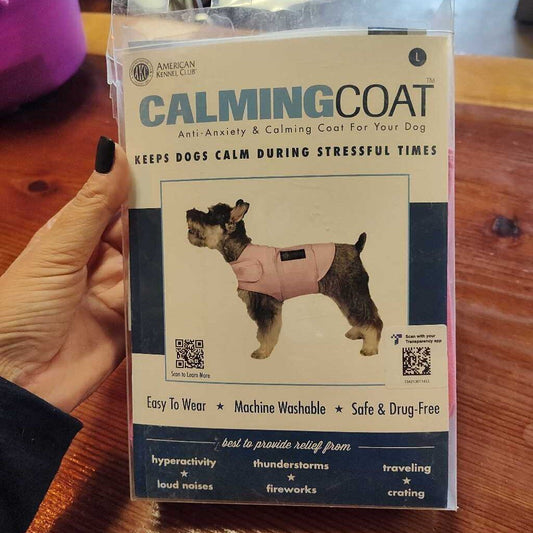 AKC
AMERICAN
KENNEL CLUB®
L
CALMINGCOAT™
Anti-Anxiety & Calming Coat For Your Dog
KEEPS DOGS CALM DURING STRESSFUL TIMES
Scan to Learn More
Scan with your
Transparency app
Easy To Wear ★ Machine Washable ★ Safe & Drug-Free
best to provide relief from
hyperactivity
★
loud noises
thunderstorms
★
fireworks
traveling
★
crating